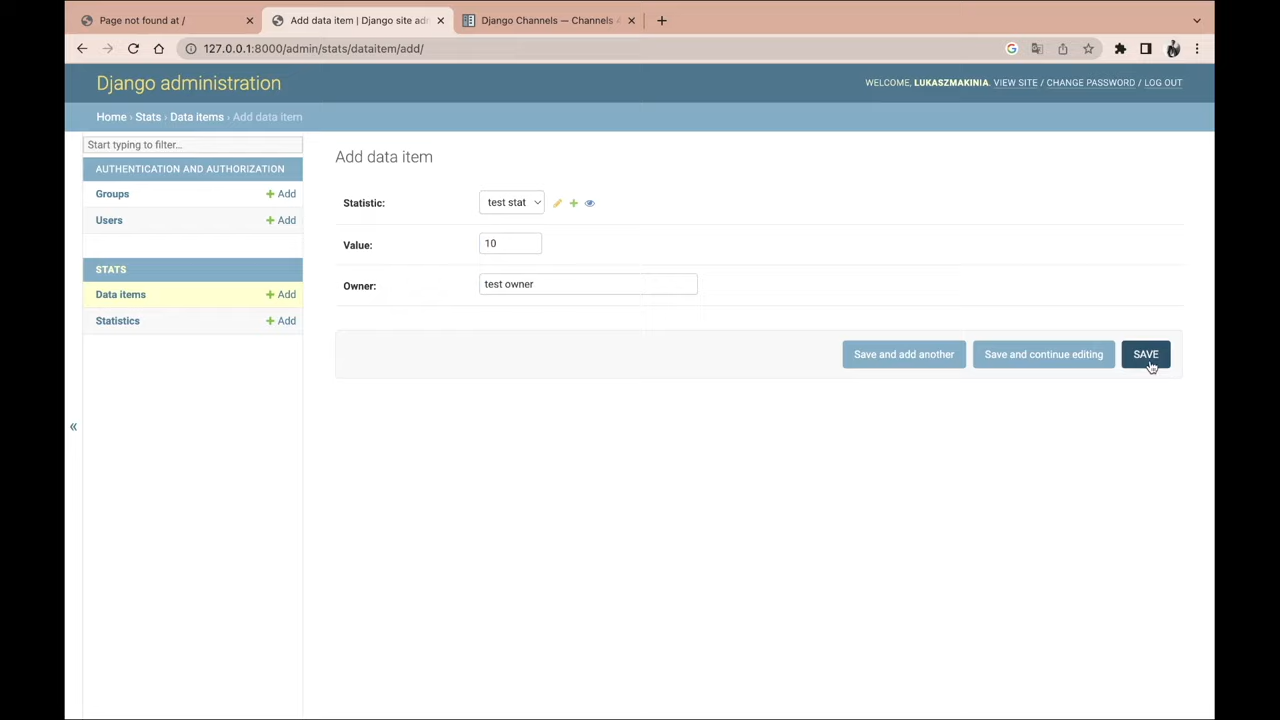 Page not found at /
Add data item | Django site adm
Django Channels — Channels 4
127.0.0.1:8000/admin/stats/dataitem/add/
Django administration
WELCOME, LUKASZMAKINIA. VIEW SITE / CHANGE PASSWORD / LOG OUT
Home › Stats › Data items › Add data item
Start typing to filter...
AUTHENTICATION AND AUTHORIZATION
Groups + Add
Users + Add
STATS
Data items + Add
Statistics + Add
«
Add data item
Statistic: test stat
Value: 10
Owner: test owner
Save and add another Save and continue editing SAVE